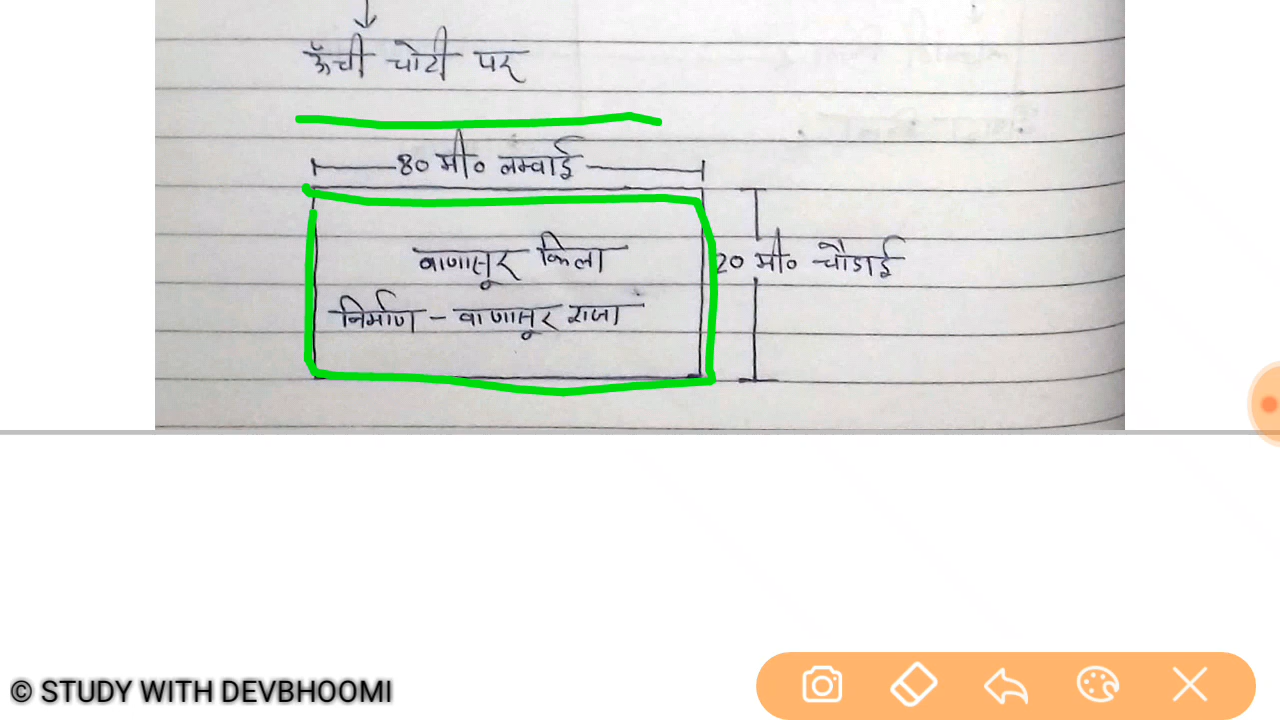 ऊँची चोटी पर
80 मी० लम्वाई
वाणासूर किला
20 मी० चौडाई
निर्माण - वाणासूर राजा
© STUDY WITH DEVBHOOMI